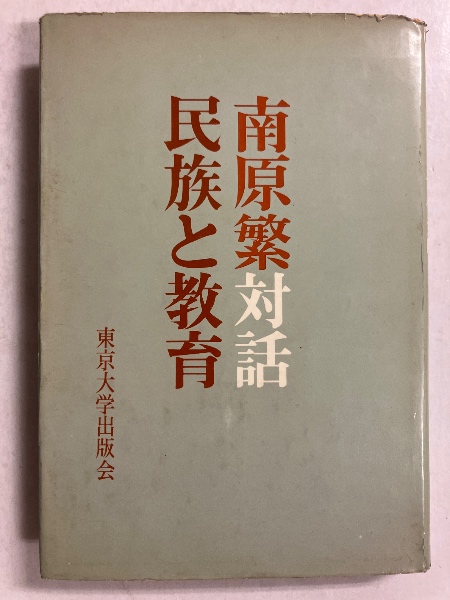 南原繁対話
民族と教育
東京大学出版会